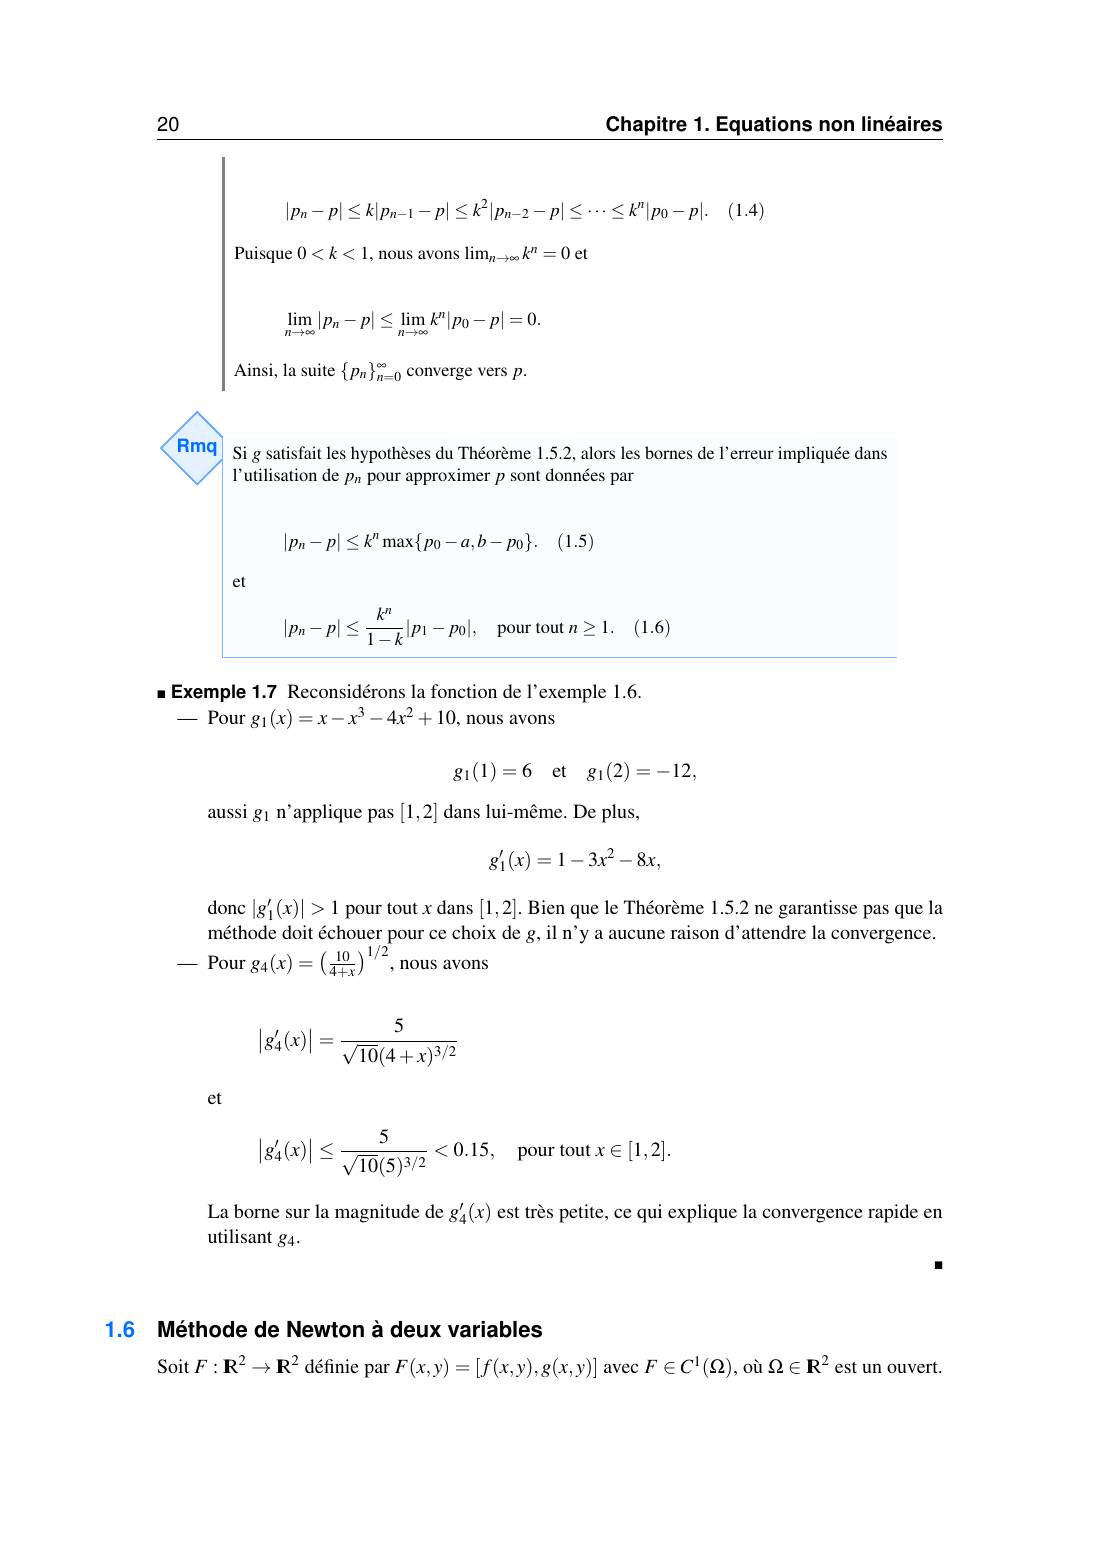 20 Chapitre 1. Equations non linéaires
|pₙ − p| ≤ k|pₙ₋₁ − p| ≤ k²|pₙ₋₂ − p| ≤ ··· ≤ kⁿ|p₀ − p|. (1.4)
Puisque 0 < k < 1, nous avons limₙ→∞ kⁿ = 0 et
lim |pₙ − p| ≤ lim kⁿ|p₀ − p| = 0.
n→∞ n→∞
Ainsi, la suite {pₙ}∞ₙ₌₀ converge vers p.
Rmq
Si g satisfait les hypothèses du Théorème 1.5.2, alors les bornes de l'erreur impliquée dans
l'utilisation de pₙ pour approximer p sont données par
|pₙ − p| ≤ kⁿ max{p₀ − a, b − p₀}. (1.5)
et
|pₙ − p| ≤ kⁿ/(1 − k) |p₁ − p₀|, pour tout n ≥ 1. (1.6)
■ Exemple 1.7 Reconsidérons la fonction de l'exemple 1.6.
— Pour g₁(x) = x − x³ − 4x² + 10, nous avons
g₁(1) = 6 et g₁(2) = −12,
aussi g₁ n'applique pas [1,2] dans lui-même. De plus,
g₁′(x) = 1 − 3x² − 8x,
donc |g₁′(x)| > 1 pour tout x dans [1,2]. Bien que le Théorème 1.5.2 ne garantisse pas que la
méthode doit échouer pour ce choix de g, il n'y a aucune raison d'attendre la convergence.
— Pour g₄(x) = (10/(4+x))^{1/2}, nous avons
|g₄′(x)| = 5/(√10(4 + x)^{3/2})
et
|g₄′(x)| ≤ 5/(√10(5)^{3/2}) < 0.15, pour tout x ∈ [1,2].
La borne sur la magnitude de g₄′(x) est très petite, ce qui explique la convergence rapide en
utilisant g₄.
■
1.6 Méthode de Newton à deux variables
Soit F : ℝ² → ℝ² définie par F(x,y) = [f(x,y), g(x,y)] avec F ∈ C¹(Ω), où Ω ∈ ℝ² est un ouvert.